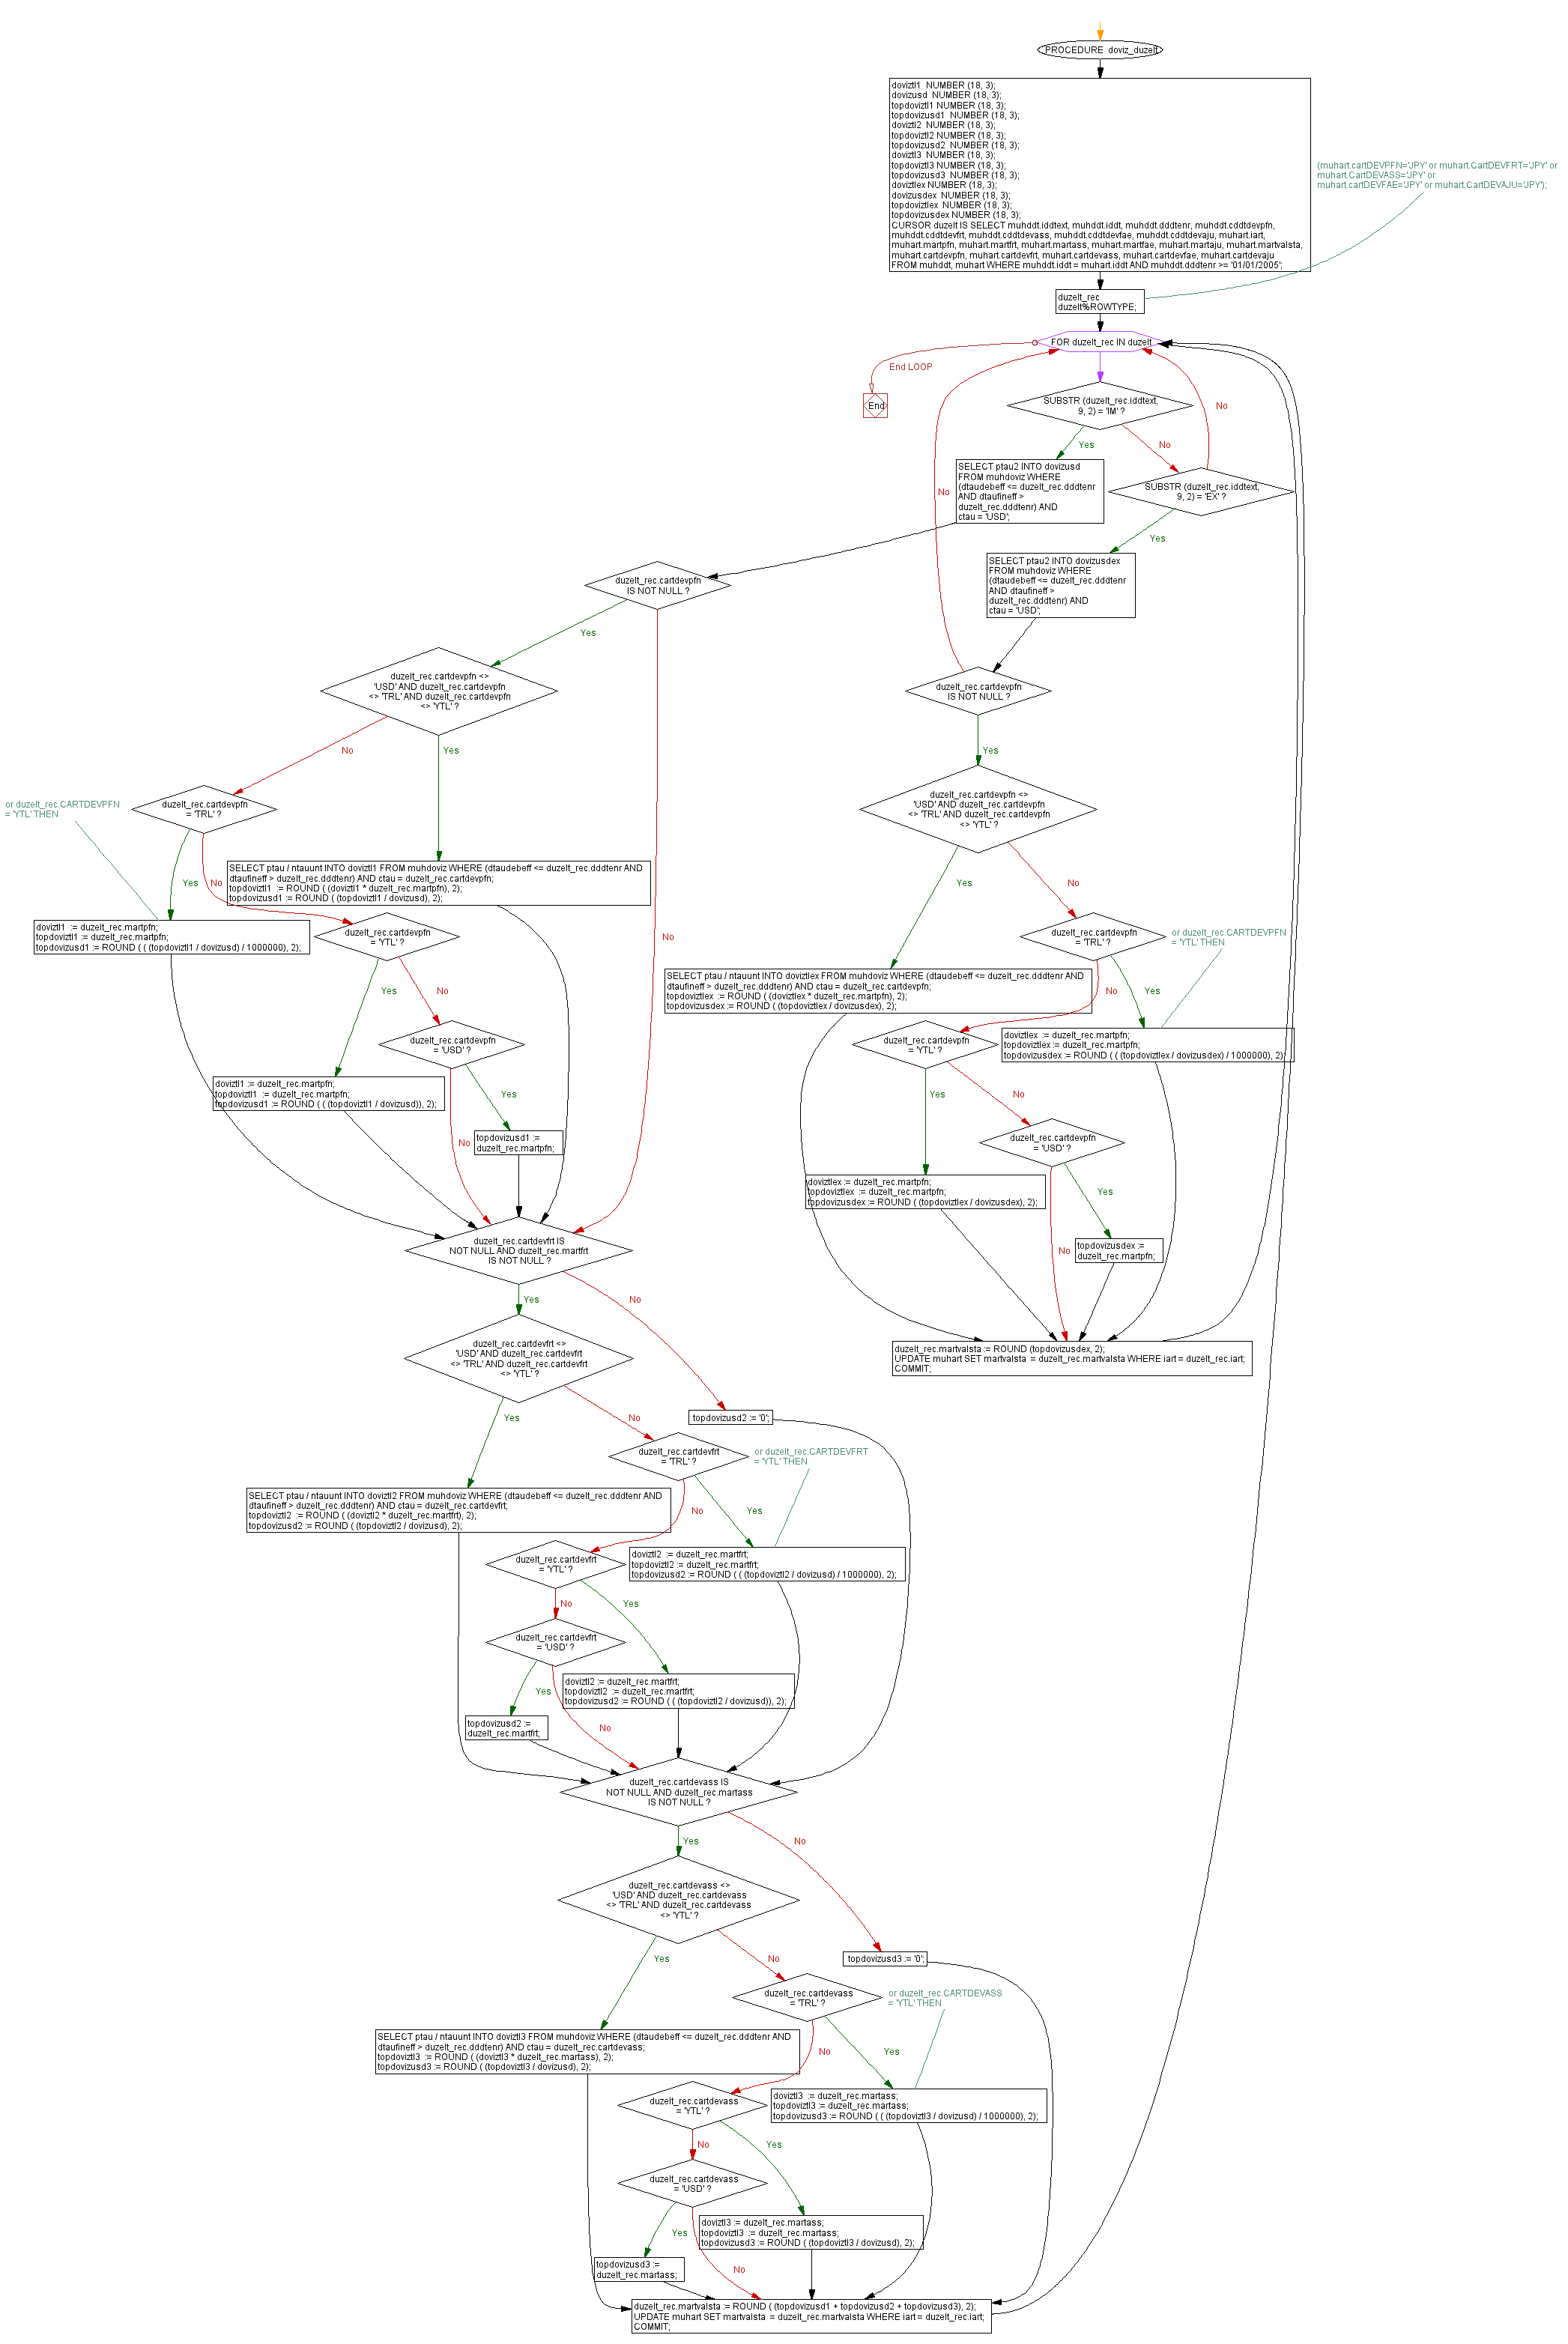 PROCEDURE doviz_duzelt
doviztl1 NUMBER (18, 3);
dovizusd NUMBER (18, 3);
topdoviztl1 NUMBER (18, 3);
topdovizusd1 NUMBER (18, 3);
doviztl2 NUMBER (18, 3);
topdoviztl2 NUMBER (18, 3);
topdovizusd2 NUMBER (18, 3);
doviztl3 NUMBER (18, 3);
topdoviztl3 NUMBER (18, 3);
topdovizusd3 NUMBER (18, 3);
doviztlex NUMBER (18, 3);
dovizusdex NUMBER (18, 3);
topdoviztlex NUMBER (18, 3);
topdovizusdex NUMBER (18, 3);
CURSOR duzelt IS SELECT muhddt.iddtext, muhddt.iddt, muhddt.dddtenr, muhddt.cddtdevpfn,
muhddt.cddtdevfrt, muhddt.cddtdevass, muhddt.cddtdevfae, muhddt.cddtdevaju, muhart.iart,
muhart.martpfn, muhart.martfrt, muhart.martass, muhart.martfae, muhart.martaju, muhart.martvalsta,
muhart.cartdevpfn, muhart.cartdevfrt, muhart.cartdevass, muhart.cartdevfae, muhart.cartdevaju
FROM muhddt, muhart WHERE muhddt.iddt = muhart.iddt AND muhddt.dddtenr >= '01/01/2005';
(muhart.cartDEVPFN='JPY' or muhart.CartDEVFRT='JPY' or
muhart.CartDEVASS='JPY' or
muhart.cartDEVFAE='JPY' or muhart.CartDEVAJU='JPY');
duzelt_rec
duzelt%ROWTYPE;
FOR duzelt_rec IN duzelt
End LOOP
End
SUBSTR (duzelt_rec.iddtext,
9, 2) = 'IM' ?
No
Yes
No
SELECT ptau2 INTO dovizusd
FROM muhdoviz WHERE
(dtaudebeff <= duzelt_rec.dddtenr
AND dtaufineff >
duzelt_rec.dddtenr) AND
ctau = 'USD';
No
SUBSTR (duzelt_rec.iddtext,
9, 2) = 'EX' ?
Yes
SELECT ptau2 INTO dovizusdex
FROM muhdoviz WHERE
(dtaudebeff <= duzelt_rec.dddtenr
AND dtaufineff >
duzelt_rec.dddtenr) AND
ctau = 'USD';
duzelt_rec.cartdevpfn
IS NOT NULL ?
Yes
duzelt_rec.cartdevpfn <>
'USD' AND duzelt_rec.cartdevpfn
<> 'TRL' AND duzelt_rec.cartdevpfn
<> 'YTL' ?
duzelt_rec.cartdevpfn
IS NOT NULL ?
No
Yes
Yes
duzelt_rec.cartdevpfn
= 'TRL' ?
or duzelt_rec.CARTDEVPFN
= 'YTL' THEN
duzelt_rec.cartdevpfn <>
'USD' AND duzelt_rec.cartdevpfn
<> 'TRL' AND duzelt_rec.cartdevpfn
<> 'YTL' ?
SELECT ptau / ntauunt INTO doviztl1 FROM muhdoviz WHERE (dtaudebeff <= duzelt_rec.dddtenr AND
dtaufineff > duzelt_rec.dddtenr) AND ctau = duzelt_rec.cartdevpfn;
topdoviztl1 := ROUND ( (doviztl1 * duzelt_rec.martpfn), 2);
topdovizusd1 := ROUND ( (topdoviztl1 / dovizusd), 2);
Yes
No
Yes
No
doviztl1 := duzelt_rec.martpfn;
topdoviztl1 := duzelt_rec.martpfn;
topdovizusd1 := ROUND ( ( (topdoviztl1 / dovizusd) / 1000000), 2);
duzelt_rec.cartdevpfn
= 'YTL' ?
No
duzelt_rec.cartdevpfn
= 'TRL' ?
or duzelt_rec.CARTDEVPFN
= 'YTL' THEN
Yes
No
SELECT ptau / ntauunt INTO doviztlex FROM muhdoviz WHERE (dtaudebeff <= duzelt_rec.dddtenr AND
dtaufineff > duzelt_rec.dddtenr) AND ctau = duzelt_rec.cartdevpfn;
topdoviztlex := ROUND ( (doviztlex * duzelt_rec.martpfn), 2);
topdovizusdex := ROUND ( (topdoviztlex / dovizusdex), 2);
No
Yes
duzelt_rec.cartdevpfn
= 'USD' ?
duzelt_rec.cartdevpfn
= 'YTL' ?
doviztlex := duzelt_rec.martpfn;
topdoviztlex := duzelt_rec.martpfn;
topdovizusdex := ROUND ( ( (topdoviztlex / dovizusdex) / 1000000), 2);
doviztl1 := duzelt_rec.martpfn;
topdoviztl1 := duzelt_rec.martpfn;
topdovizusd1 := ROUND ( ( (topdoviztl1 / dovizusd)), 2);
Yes
Yes
No
No
topdovizusd1 :=
duzelt_rec.martpfn;
duzelt_rec.cartdevpfn
= 'USD' ?
doviztlex := duzelt_rec.martpfn;
topdoviztlex := duzelt_rec.martpfn;
topdovizusdex := ROUND ( (topdoviztlex / dovizusdex), 2);
Yes
No
topdovizusdex :=
duzelt_rec.martpfn;
duzelt_rec.cartdevfrt IS
NOT NULL AND duzelt_rec.martfrt
IS NOT NULL ?
Yes
No
duzelt_rec.martvalsta := ROUND (topdovizusdex, 2);
UPDATE muhart SET martvalsta = duzelt_rec.martvalsta WHERE iart = duzelt_rec.iart;
COMMIT;
duzelt_rec.cartdevfrt <>
'USD' AND duzelt_rec.cartdevfrt
<> 'TRL' AND duzelt_rec.cartdevfrt
<> 'YTL' ?
Yes
No
topdovizusd2 := '0';
duzelt_rec.cartdevfrt
= 'TRL' ?
or duzelt_rec.CARTDEVFRT
= 'YTL' THEN
SELECT ptau / ntauunt INTO doviztl2 FROM muhdoviz WHERE (dtaudebeff <= duzelt_rec.dddtenr AND
dtaufineff > duzelt_rec.dddtenr) AND ctau = duzelt_rec.cartdevfrt;
topdoviztl2 := ROUND ( (doviztl2 * duzelt_rec.martfrt), 2);
topdovizusd2 := ROUND ( (topdoviztl2 / dovizusd), 2);
No
Yes
duzelt_rec.cartdevfrt
= 'YTL' ?
doviztl2 := duzelt_rec.martfrt;
topdoviztl2 := duzelt_rec.martfrt;
topdovizusd2 := ROUND ( ( (topdoviztl2 / dovizusd) / 1000000), 2);
No
Yes
duzelt_rec.cartdevfrt
= 'USD' ?
Yes
doviztl2 := duzelt_rec.martfrt;
topdoviztl2 := duzelt_rec.martfrt;
topdovizusd2 := ROUND ( ( (topdoviztl2 / dovizusd)), 2);
No
topdovizusd2 :=
duzelt_rec.martfrt;
duzelt_rec.cartdevass IS
NOT NULL AND duzelt_rec.martass
IS NOT NULL ?
Yes
No
duzelt_rec.cartdevass <>
'USD' AND duzelt_rec.cartdevass
<> 'TRL' AND duzelt_rec.cartdevass
<> 'YTL' ?
Yes
No
topdovizusd3 := '0';
duzelt_rec.cartdevass
= 'TRL' ?
or duzelt_rec.CARTDEVASS
= 'YTL' THEN
SELECT ptau / ntauunt INTO doviztl3 FROM muhdoviz WHERE (dtaudebeff <= duzelt_rec.dddtenr AND
dtaufineff > duzelt_rec.dddtenr) AND ctau = duzelt_rec.cartdevass;
topdoviztl3 := ROUND ( (doviztl3 * duzelt_rec.martass), 2);
topdovizusd3 := ROUND ( (topdoviztl3 / dovizusd), 2);
No
Yes
duzelt_rec.cartdevass
= 'YTL' ?
doviztl3 := duzelt_rec.martass;
topdoviztl3 := duzelt_rec.martass;
topdovizusd3 := ROUND ( ( (topdoviztl3 / dovizusd) / 1000000), 2);
No
Yes
duzelt_rec.cartdevass
= 'USD' ?
Yes
doviztl3 := duzelt_rec.martass;
topdoviztl3 := duzelt_rec.martass;
topdovizusd3 := ROUND ( (topdoviztl3 / dovizusd), 2);
No
topdovizusd3 :=
duzelt_rec.martass;
duzelt_rec.martvalsta := ROUND ( (topdovizusd1 + topdovizusd2 + topdovizusd3), 2);
UPDATE muhart SET martvalsta = duzelt_rec.martvalsta WHERE iart = duzelt_rec.iart;
COMMIT;